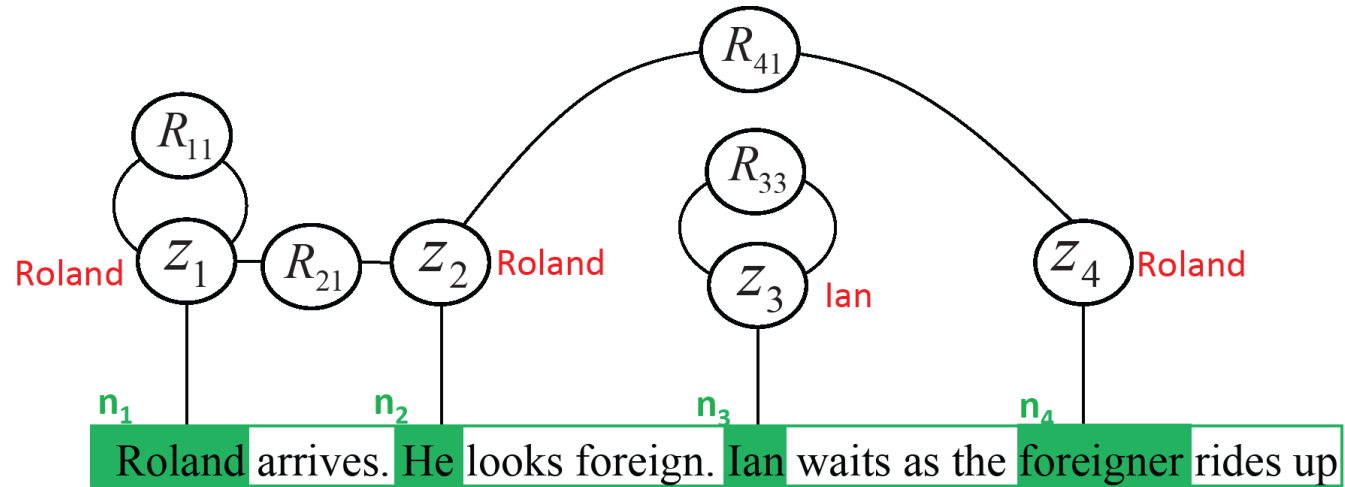 R₄₁
R₁₁
R₃₃
Roland z₁ R₂₁ z₂ Roland z₃ Ian z₄ Roland
n₁ n₂ n₃ n₄
Roland arrives. He looks foreign. Ian waits as the foreigner rides up